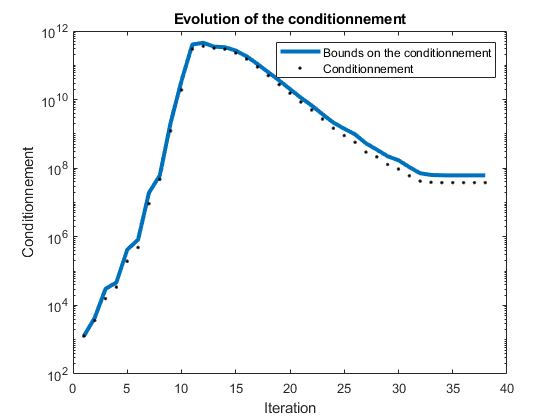 Evolution of the conditionnement
Bounds on the conditionnement
Conditionnement
10^12
10^10
10^8
10^6
10^4
10^2
Conditionnement
0 5 10 15 20 25 30 35 40
Iteration